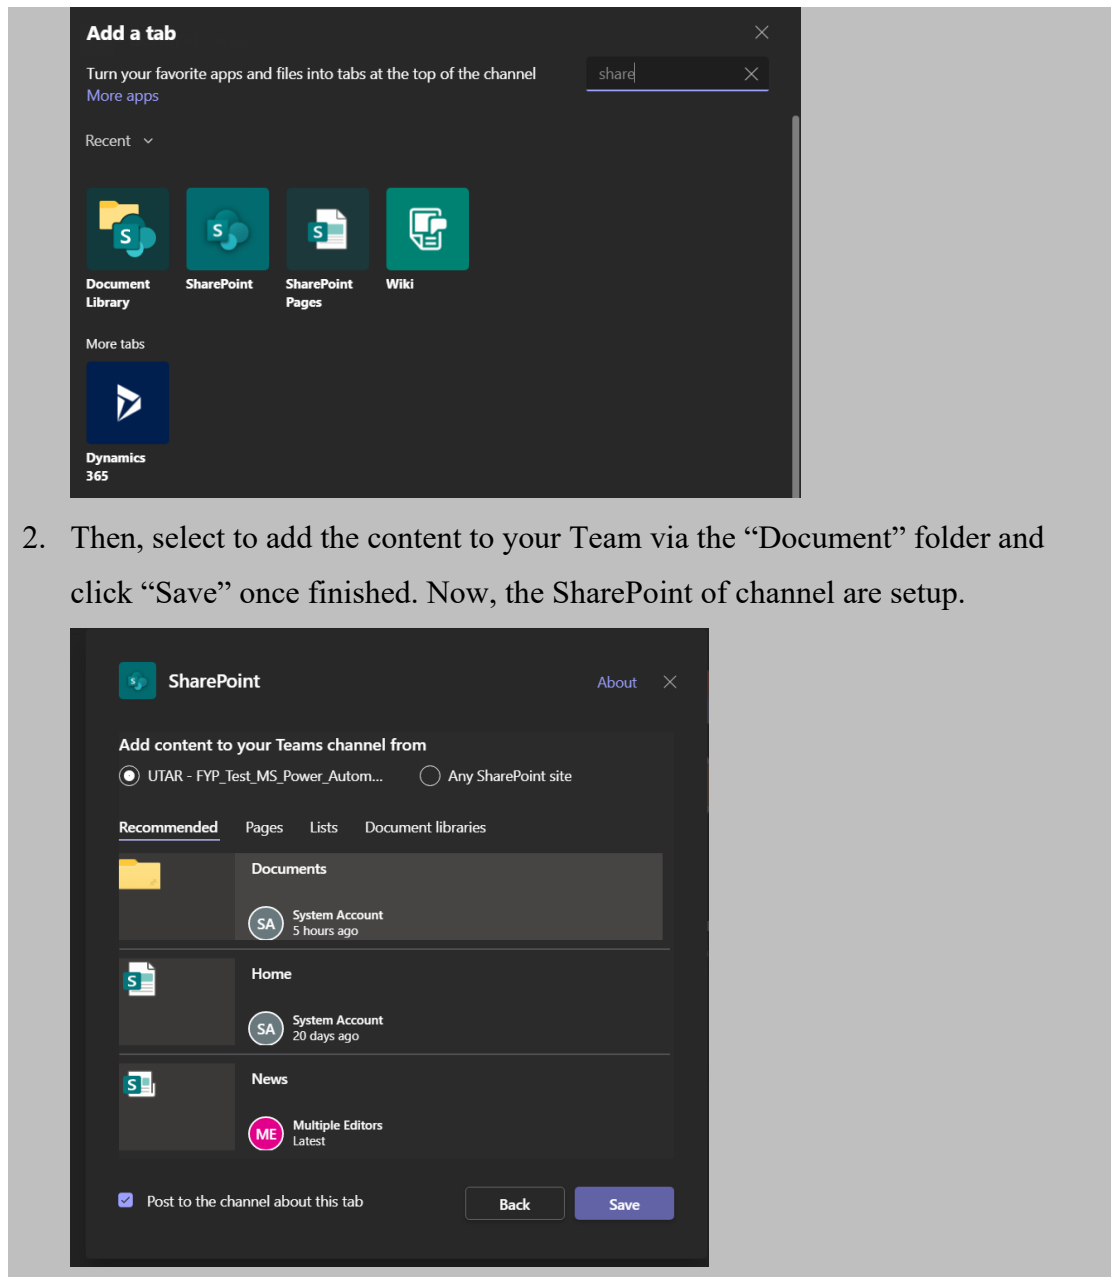 Add a tab
Turn your favorite apps and files into tabs at the top of the channel
share
More apps
Recent
S
S
S
Document
Library
SharePoint
SharePoint
Pages
Wiki
More tabs
Dynamics
365
2. Then, select to add the content to your Team via the “Document” folder and
click “Save” once finished. Now, the SharePoint of channel are setup.
S
SharePoint
About
Add content to your Teams channel from
UTAR - FYP_Test_MS_Power_Autom...
Any SharePoint site
Recommended
Pages
Lists
Document libraries
Documents
SA
System Account
5 hours ago
S
Home
SA
System Account
20 days ago
S
News
ME
Multiple Editors
Latest
Post to the channel about this tab
Back
Save